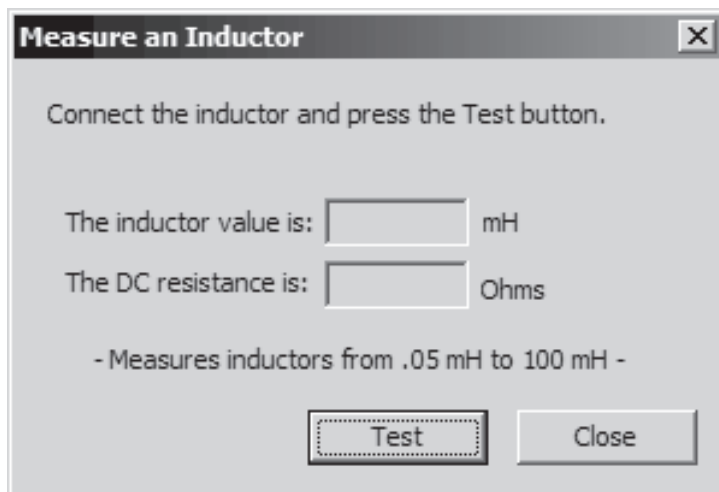 Measure an Inductor
Connect the inductor and press the Test button.
The inductor value is: mH
The DC resistance is: Ohms
- Measures inductors from .05 mH to 100 mH -
Test Close